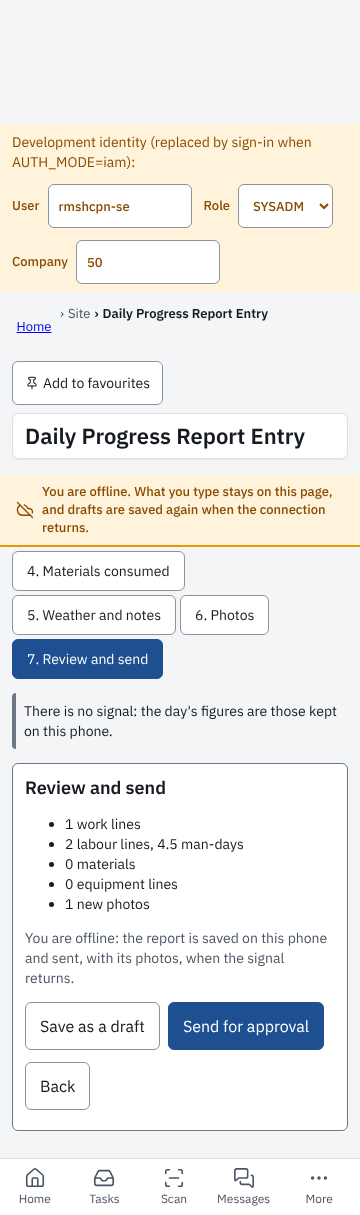 Development identity (replaced by sign-in when
AUTH_MODE=iam):
User rmshcpn-se Role SYSADM
Company 50
Home › Site › Daily Progress Report Entry
Add to favourites
Daily Progress Report Entry
You are offline. What you type stays on this page,
and drafts are saved again when the connection
returns.
4. Materials consumed
5. Weather and notes 6. Photos
7. Review and send
There is no signal: the day's figures are those kept
on this phone.
Review and send
• 1 work lines
• 2 labour lines, 4.5 man-days
• 0 materials
• 0 equipment lines
• 1 new photos
You are offline: the report is saved on this phone
and sent, with its photos, when the signal
returns.
Save as a draft Send for approval
Back
Home Tasks Scan Messages More